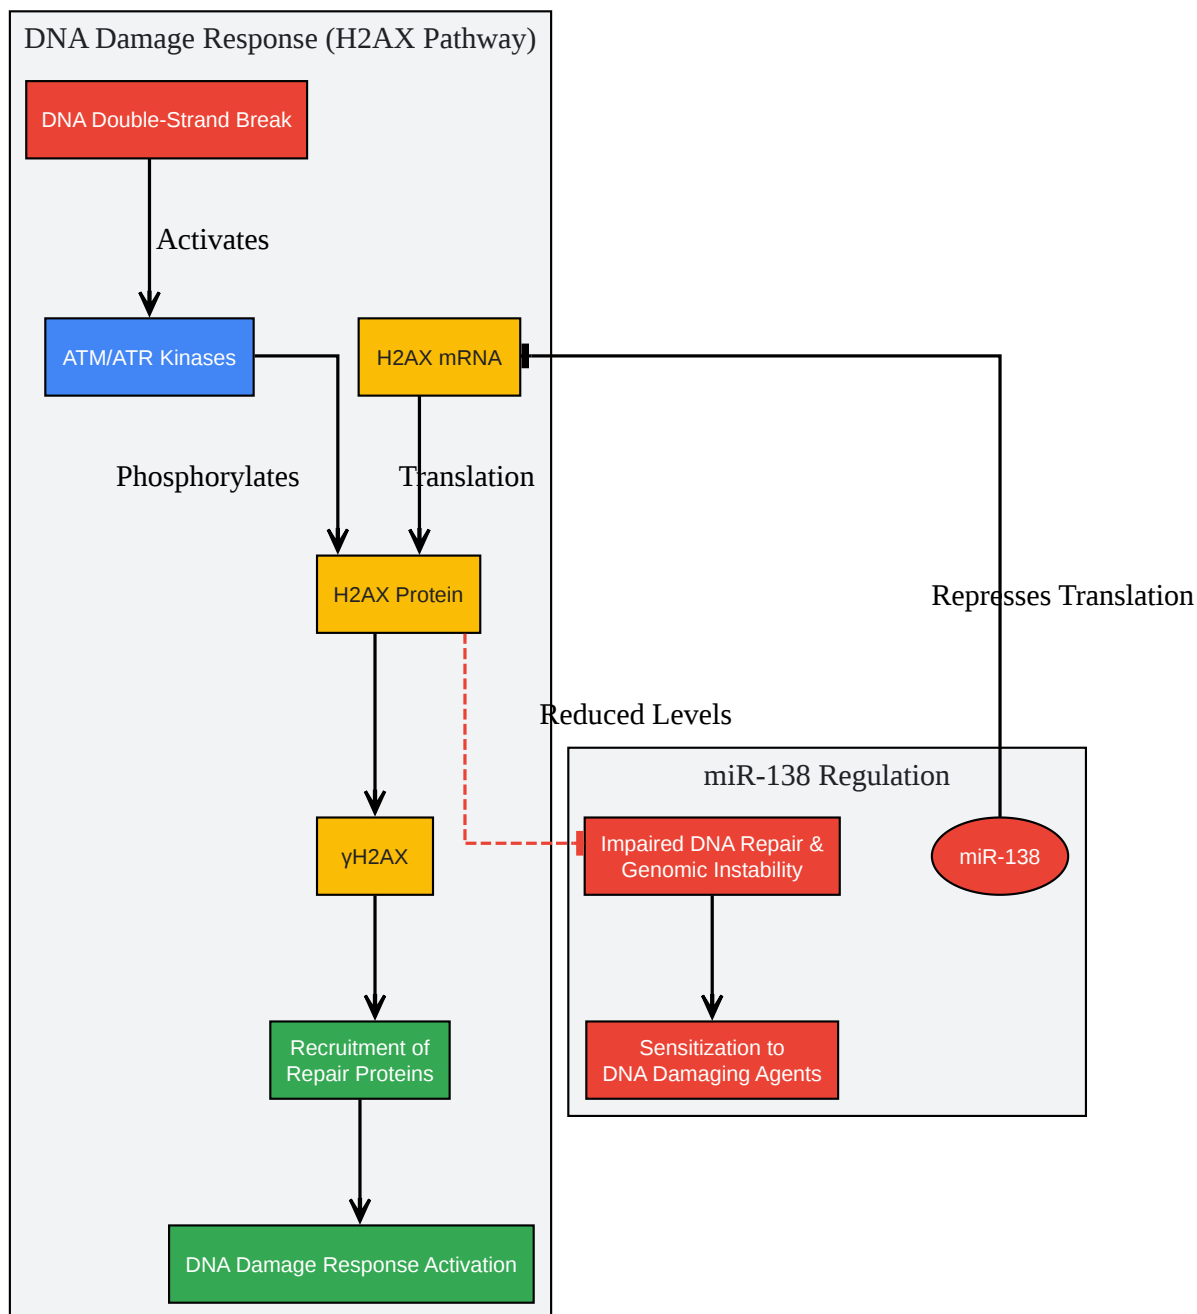 DNA Damage Response (H2AX Pathway)
DNA Double-Strand Break
Activates
ATM/ATR Kinases
H2AX mRNA
Phosphorylates
Translation
H2AX Protein
Represses Translation
Reduced Levels
miR-138 Regulation
γH2AX
Impaired DNA Repair &
Genomic Instability
miR-138
Recruitment of
Repair Proteins
Sensitization to
DNA Damaging Agents
DNA Damage Response Activation